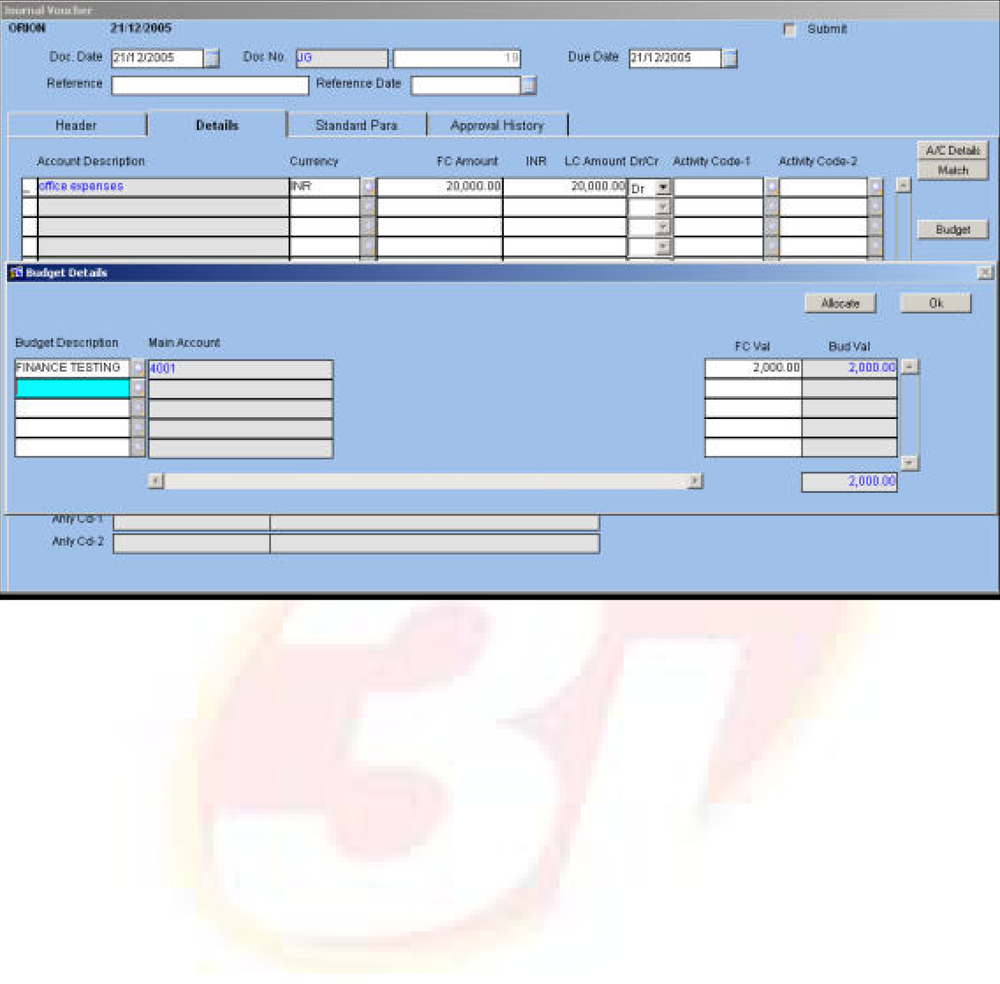 Journal Voucher
ORION 21/12/2005 Submit
Doc. Date 21/12/2005 Doc No. JG 19 Due Date 21/12/2005
Reference Reference Date
Header Details Standard Para Approval History
A/C Details
Account Description Currency FC Amount INR LC Amount Dr/Cr Activity Code-1 Activity Code-2
Match
office expenses INR 20,000.00 20,000.00 Dr
Budget
Budget Details
Allocate Ok
Budget Description Main Account FC Val Bud Val
FINANCE TESTING 4001 2,000.00 2,000.00
2,000.00
Anly Cd-1
Anly Cd-2